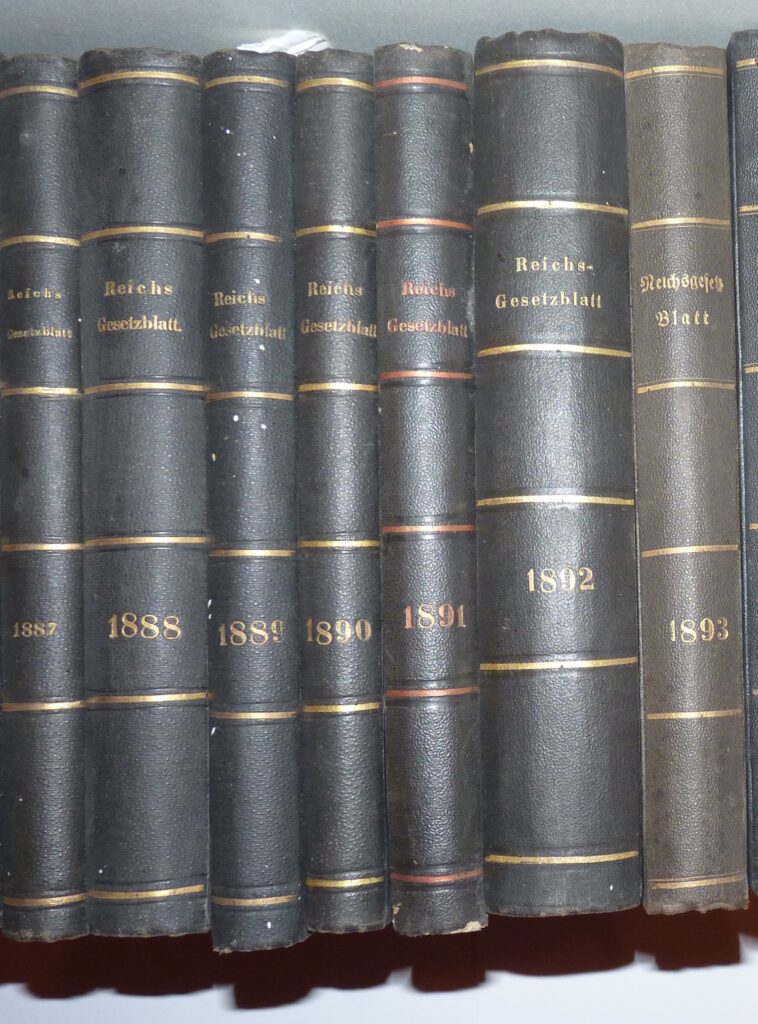 Reichs
Gesetzblatt
1887
Reichs
Gesetzblatt.
1888
Reichs
Gesetzblatt
1889
Reichs
Gesetzblatt
1890
Reichs
Gesetzblatt
1891
Reichs-
Gesetzblatt
1892
Reichsgesetz
Blatt
1893